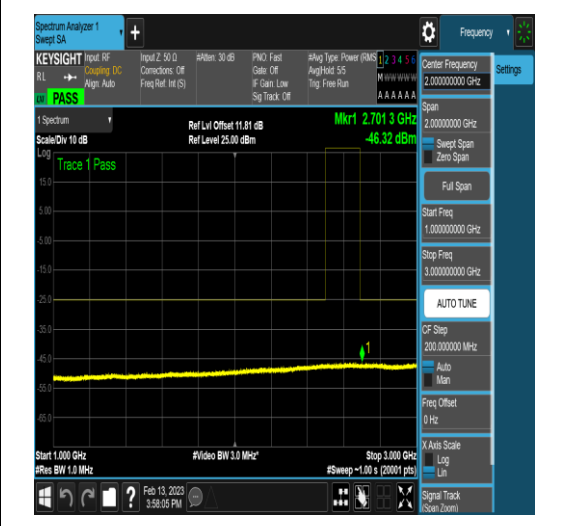 Spectrum Analyzer 1
Swept SA
+
Frequency
KEYSIGHT
RL
PASS
Input: RF
Coupling: DC
Align: Auto
Input Z: 50 Ω
Corrections: Off
Freq Ref: Int (S)
#Atten: 30 dB
PNO: Fast
Gate: Off
IF Gain: Low
Sig Track: Off
#Avg Type: Power (RMS
Avg|Hold: 5/5
Trig: Free Run
1 2 3 4 5 6
M w w w w w
A A A A A A
1 Spectrum
Scale/Div 10 dB
Log
Ref Lvl Offset 11.81 dB
Ref Level 25.00 dBm
Mkr1 2.701 3 GHz
-46.32 dBm
Trace 1 Pass
15.0
5.00
-5.00
-15.0
-25.0
-35.0
-45.0
-55.0
-65.0
1
Start 1.000 GHz
#Res BW 1.0 MHz
#Video BW 3.0 MHz*
Stop 3.000 GHz
#Sweep ~1.00 s (20001 pts)
Feb 13, 2023
3:58:05 PM
?
Center Frequency
2.000000000 GHz
Settings
Span
2.00000000 GHz
Swept Span
Zero Span
Full Span
Start Freq
1.000000000 GHz
Stop Freq
3.000000000 GHz
AUTO TUNE
CF Step
200.000000 MHz
Auto
Man
Freq Offset
0 Hz
X Axis Scale
Log
Lin
Signal Track
(Span Zoom)